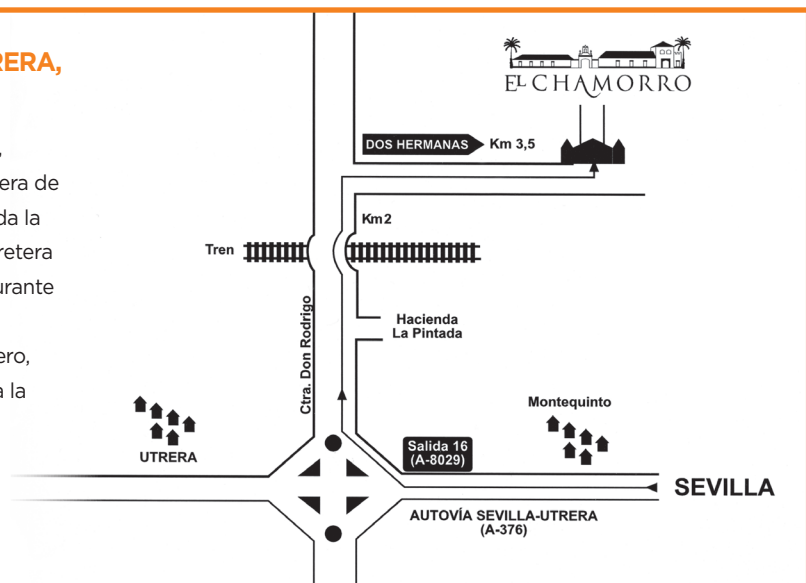 RERA,
era de
da la
retera
urante
ero,
a la
EL CHAMORRO
DOS HERMANAS
Km 3,5
Km2
Tren
Ctra. Don Rodrigo
Hacienda
La Pintada
Montequinto
UTRERA
Salida 16
(A-8029)
SEVILLA
AUTOVÍA SEVILLA-UTRERA
(A-376)